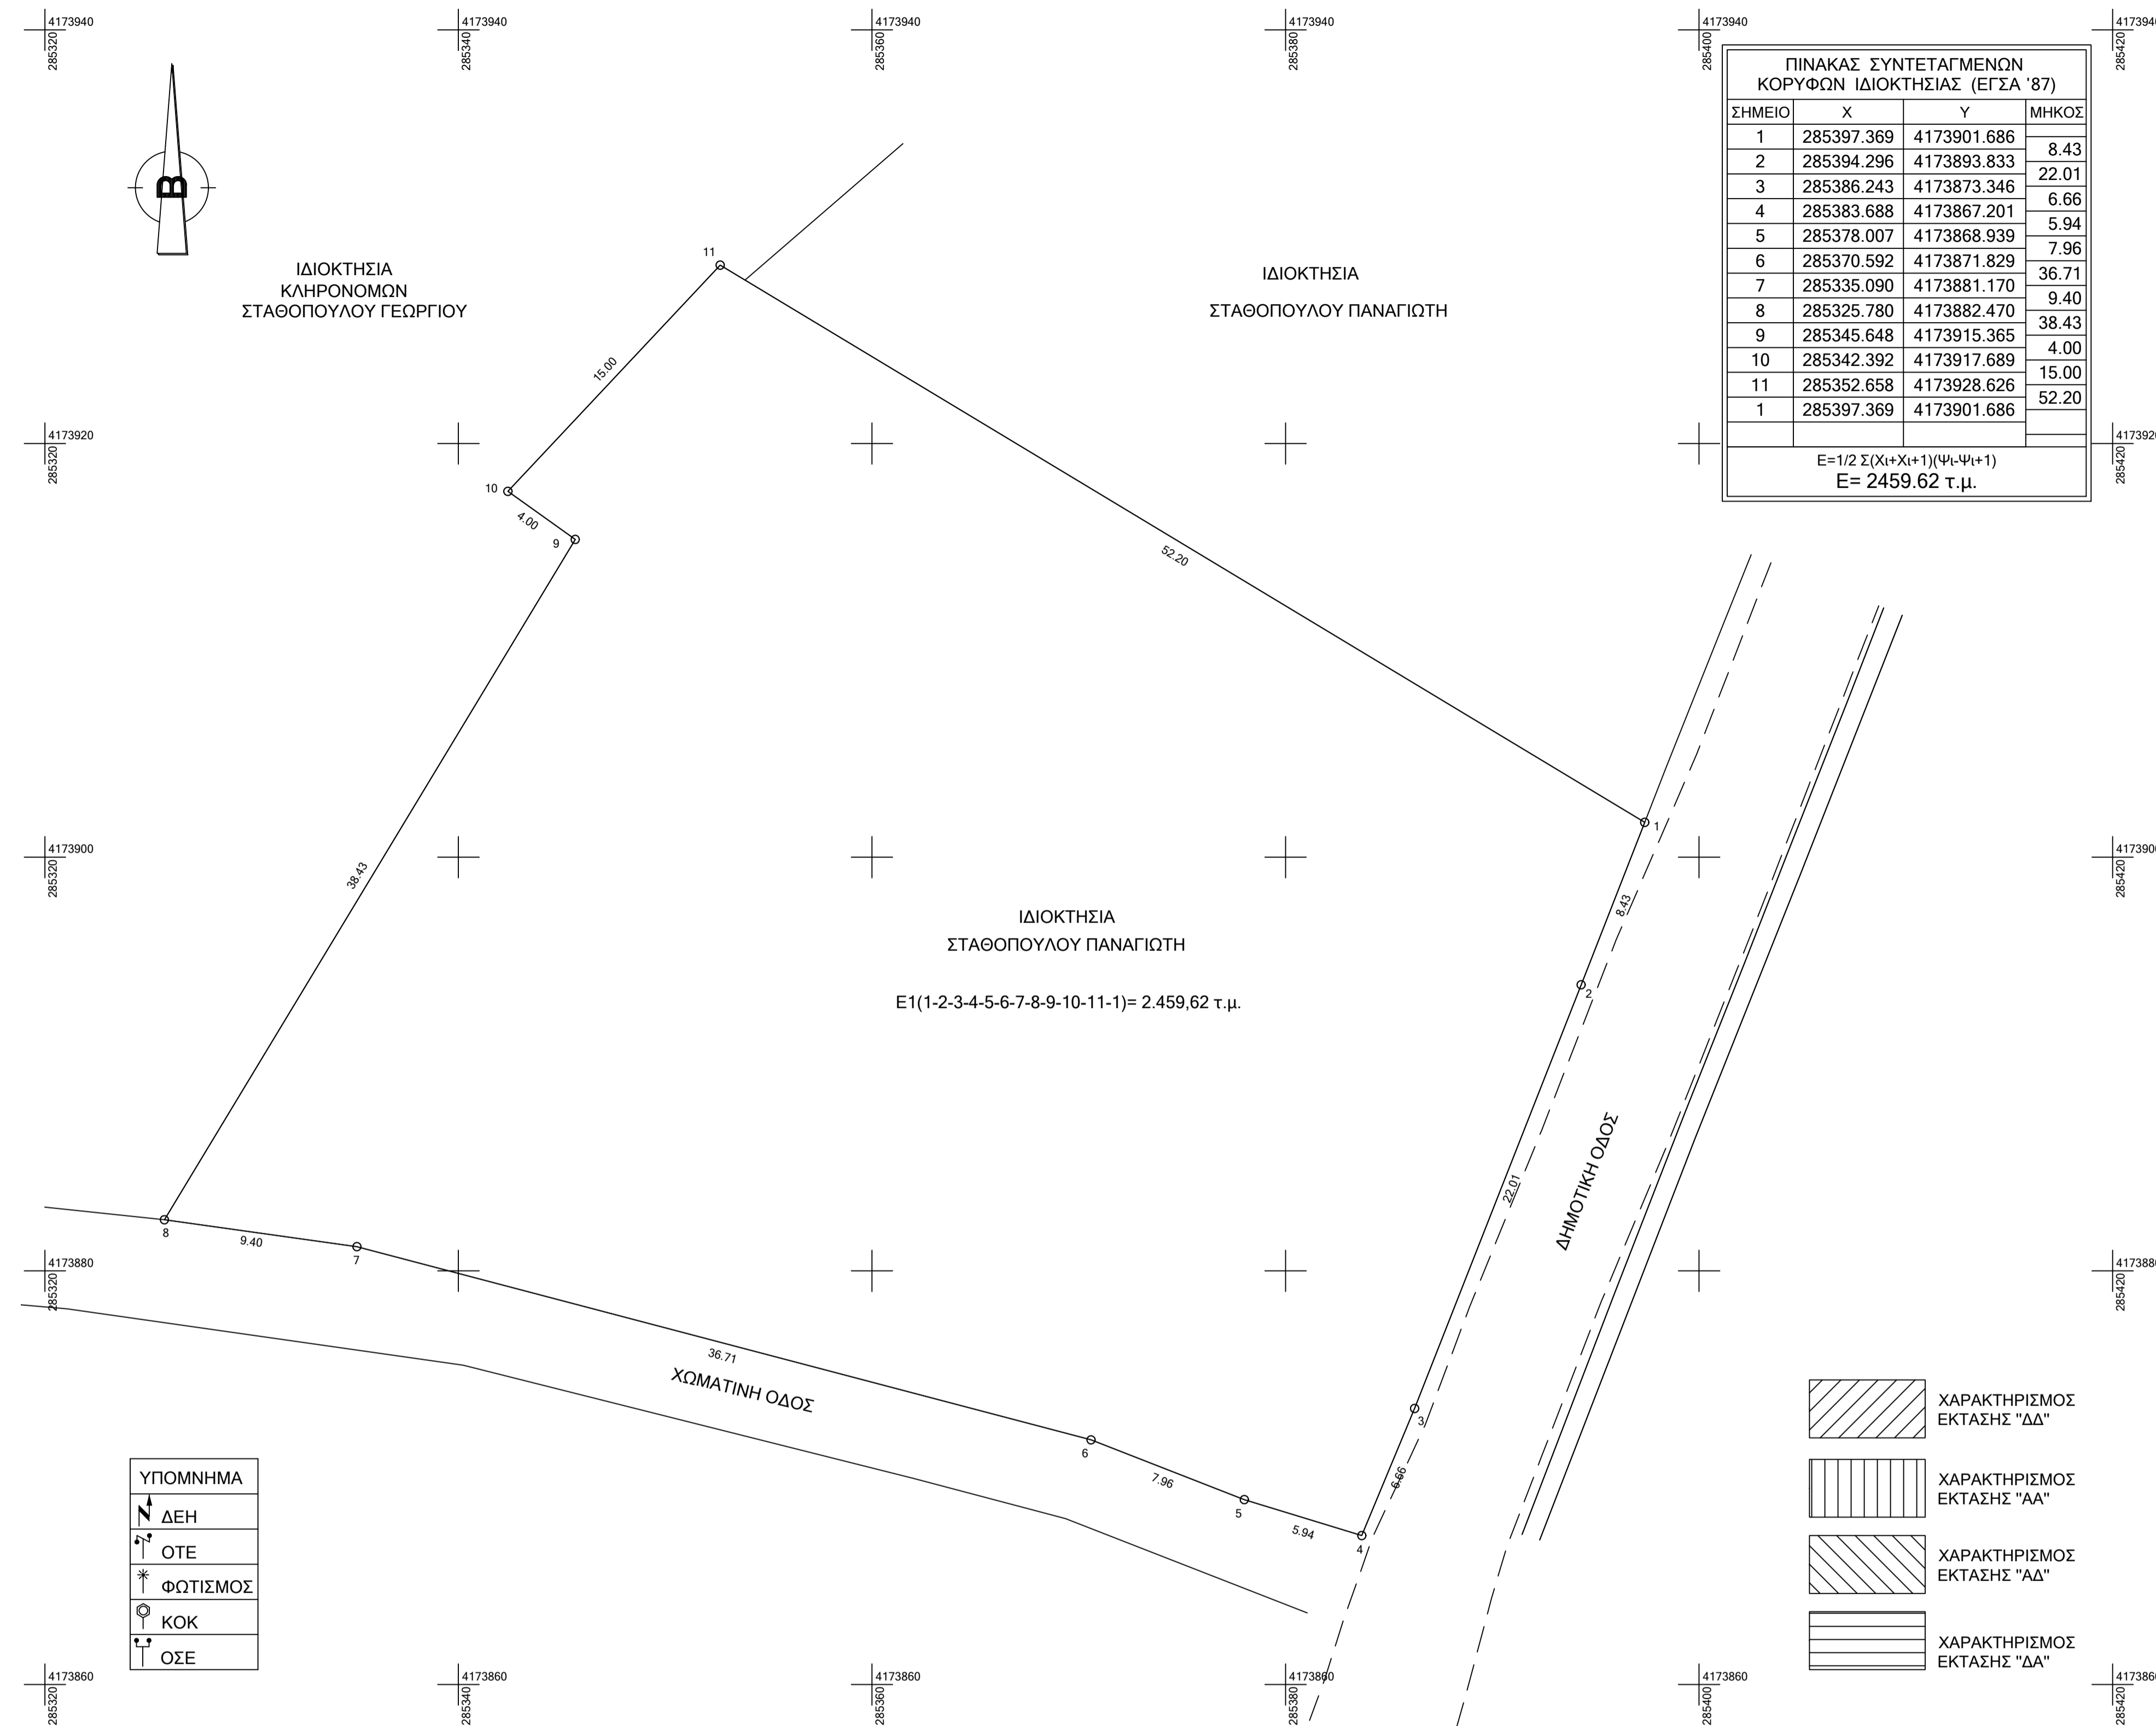 4173940 4173940 4173940 4173940 4173940 4173940
285320 285340 285360 285380 285400 285420
ΠΙΝΑΚΑΣ ΣΥΝΤΕΤΑΓΜΕΝΩΝ
ΚΟΡΥΦΩΝ ΙΔΙΟΚΤΗΣΙΑΣ (ΕΓΣΑ '87)
ΣΗΜΕΙΟ Χ Υ ΜΗΚΟΣ
1 285397.369 4173901.686
8.43
2 285394.296 4173893.833
22.01
3 285386.243 4173873.346
6.66
4 285383.688 4173867.201
5.94
5 285378.007 4173868.939
7.96
6 285370.592 4173871.829
36.71
7 285335.090 4173881.170
9.40
8 285325.780 4173882.470
38.43
9 285345.648 4173915.365
4.00
10 285342.392 4173917.689
15.00
11 285352.658 4173928.626
52.20
1 285397.369 4173901.686
Ε=1/2 Σ(Χι+Χι+1)(Ψι-Ψι+1)
Ε= 2459.62 τ.μ.
Β
ΙΔΙΟΚΤΗΣΙΑ
ΚΛΗΡΟΝΟΜΩΝ
ΣΤΑΘΟΠΟΥΛΟΥ ΓΕΩΡΓΙΟΥ
11
ΙΔΙΟΚΤΗΣΙΑ
ΣΤΑΘΟΠΟΥΛΟΥ ΠΑΝΑΓΙΩΤΗ
15.00
4173920 4173920
285320 285420
10
4.00
9
52.20
1
4173900 4173900
285320 285420
38.43
8.43
ΙΔΙΟΚΤΗΣΙΑ
ΣΤΑΘΟΠΟΥΛΟΥ ΠΑΝΑΓΙΩΤΗ
Ε1(1-2-3-4-5-6-7-8-9-10-11-1)= 2.459,62 τ.μ.
2
22.01
ΔΗΜΟΤΙΚΗ ΟΔΟΣ
8
9.40
7
4173880 4173880
285320 285420
36.71
ΧΩΜΑΤΙΝΗ ΟΔΟΣ
3
6
7.96
6.66
5
5.94
4
ΥΠΟΜΝΗΜΑ
ΔΕΗ
ΟΤΕ
ΦΩΤΙΣΜΟΣ
ΚΟΚ
ΟΣΕ
ΧΑΡΑΚΤΗΡΙΣΜΟΣ
ΕΚΤΑΣΗΣ "ΔΔ"
ΧΑΡΑΚΤΗΡΙΣΜΟΣ
ΕΚΤΑΣΗΣ "ΑΑ"
ΧΑΡΑΚΤΗΡΙΣΜΟΣ
ΕΚΤΑΣΗΣ "ΑΔ"
ΧΑΡΑΚΤΗΡΙΣΜΟΣ
ΕΚΤΑΣΗΣ "ΔΑ"
4173860 4173860 4173860 4173860 4173860 4173860
285320 285340 285360 285380 285400 285420